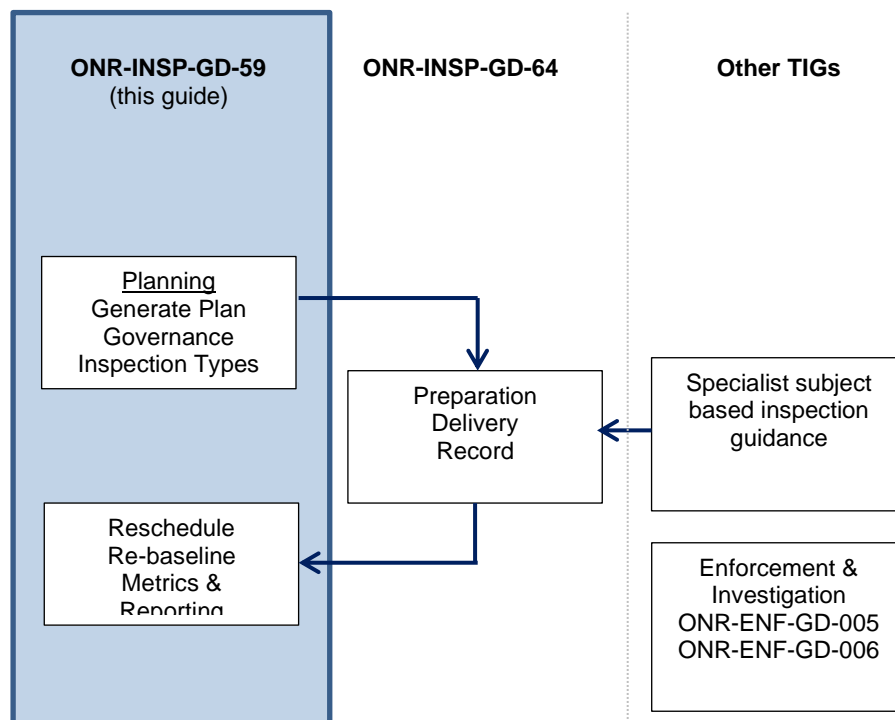 ONR-INSP-GD-59
(this guide)
ONR-INSP-GD-64
Other TIGs
Planning
Generate Plan
Governance
Inspection Types
Preparation
Delivery
Record
Specialist subject
based inspection
guidance
Reschedule
Re-baseline
Metrics &
Reporting
Enforcement &
Investigation
ONR-ENF-GD-005
ONR-ENF-GD-006